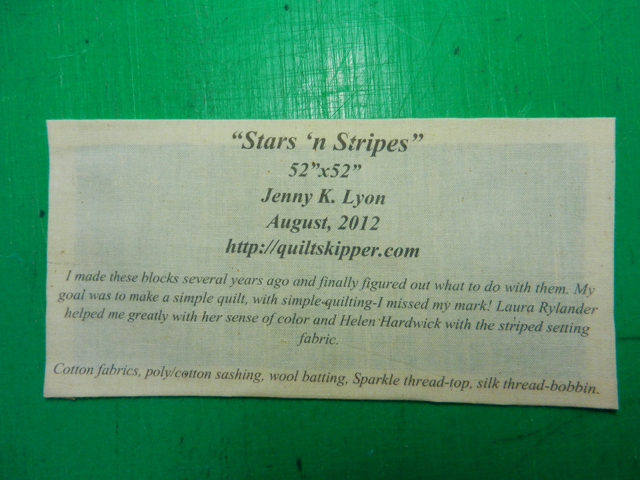 “Stars ‘n Stripes”
52”x52”
Jenny K. Lyon
August, 2012
http://quiltskipper.com
I made these blocks several years ago and finally figured out what to do with them. My
goal was to make a simple quilt, with simple-quilting-I missed my mark! Laura Rylander
helped me greatly with her sense of color and Helen Hardwick with the striped setting
fabric.
Cotton fabrics, poly/cotton sashing, wool batting, Sparkle thread-top, silk thread-bobbin.